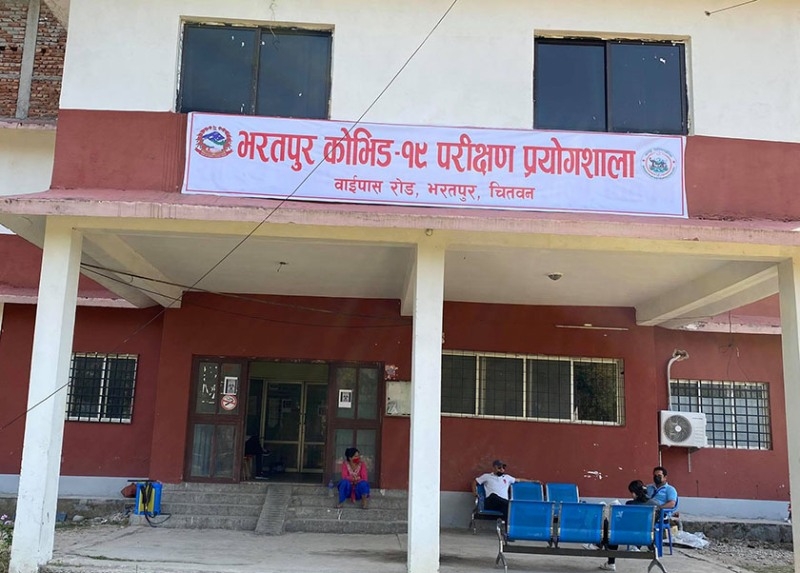 भरतपुर कोभिड-१९ परीक्षण प्रयोगशाला
वाईपास रोड, भरतपुर, चितवन